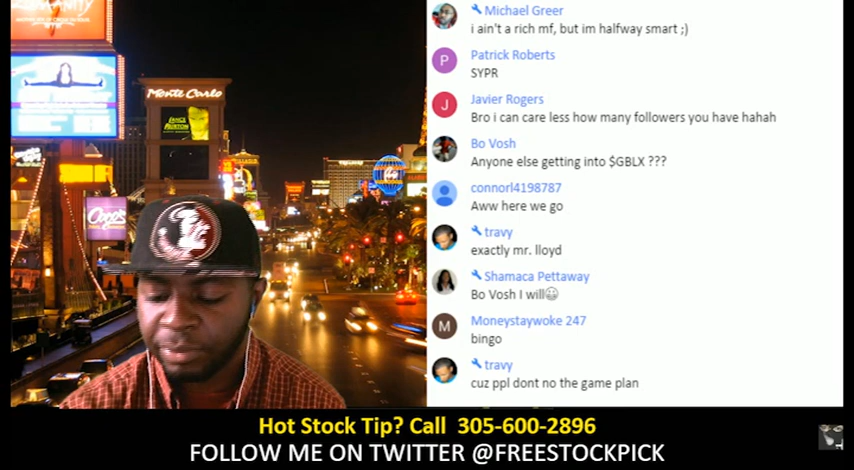 Monte Carlo
LANCE
BURTON
Michael Greer
i ain't a rich mf, but im halfway smart ;)
Patrick Roberts
P
SYPR
Javier Rogers
J
Bro i can care less how many followers you have hahah
Bo Vosh
Anyone else getting into $GBLX ???
connorl4198787
Aww here we go
travy
exactly mr. lloyd
Shamaca Pettaway
Bo Vosh I will😀
Moneystaywoke 247
M
bingo
travy
cuz ppl dont no the game plan
Hot Stock Tip? Call 305-600-2896
FOLLOW ME ON TWITTER @FREESTOCKPICK